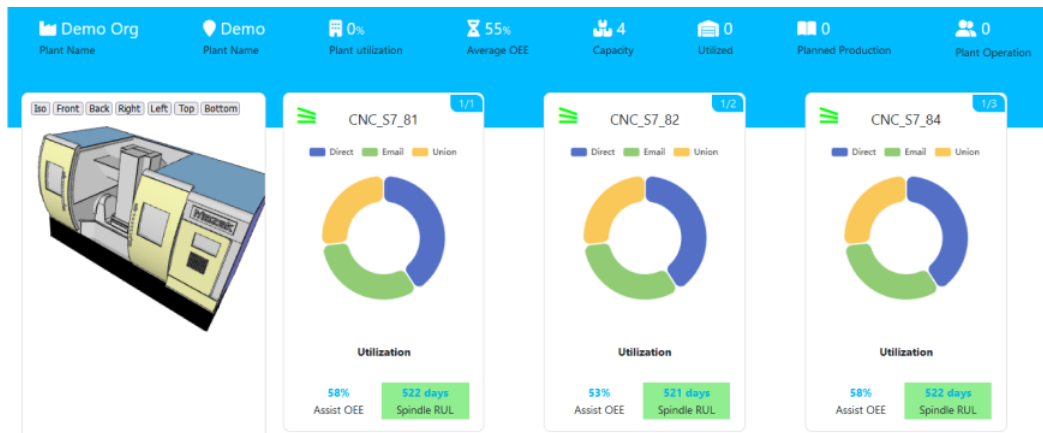 Demo Org
Plant Name
Demo
Plant Name
0%
Plant utilization
55%
Average OEE
4
Capacity
0
Utilized
0
Planned Production
0
Plant Operation
Iso Front Back Right Left Top Bottom
Mazak
1/1
CNC_S7_81
Direct Email Union
Utilization
58%
Assist OEE
522 days
Spindle RUL
1/2
CNC_S7_82
Direct Email Union
Utilization
53%
Assist OEE
521 days
Spindle RUL
1/3
CNC_S7_84
Direct Email Union
Utilization
58%
Assist OEE
522 days
Spindle RUL